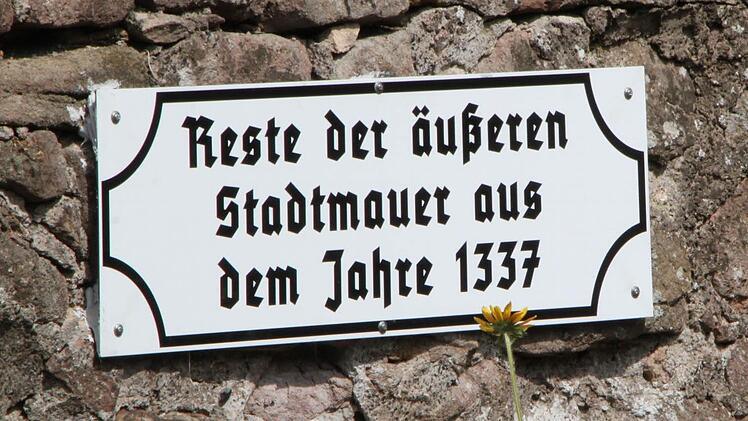 Reste der äußeren
Stadtmauer aus
dem Jahre 1337